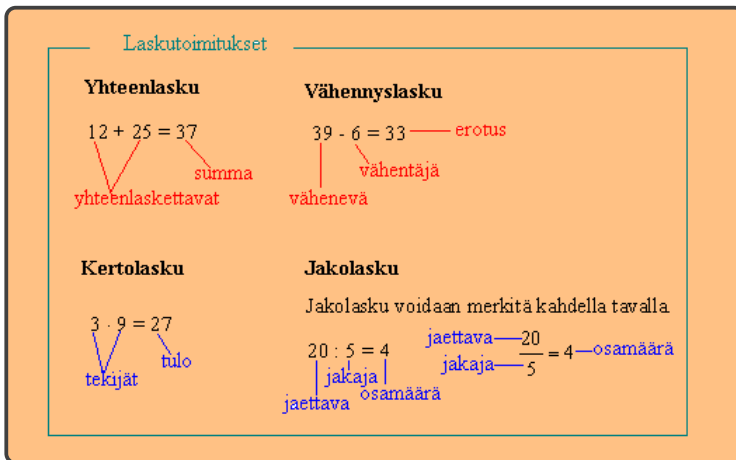 Laskutoimitukset
Yhteenlasku
12 + 25 = 37
summa
yhteenlaskettavat
Vähennyslasku
39 - 6 = 33 erotus
vähentäjä
vähenevä
Kertolasku
3 · 9 = 27
tulo
tekijät
Jakolasku
Jakolasku voidaan merkitä kahdella tavalla
20 : 5 = 4
jakaja
osamäärä
jaettava
jaettava 20
jakaja 5 = 4 osamäärä